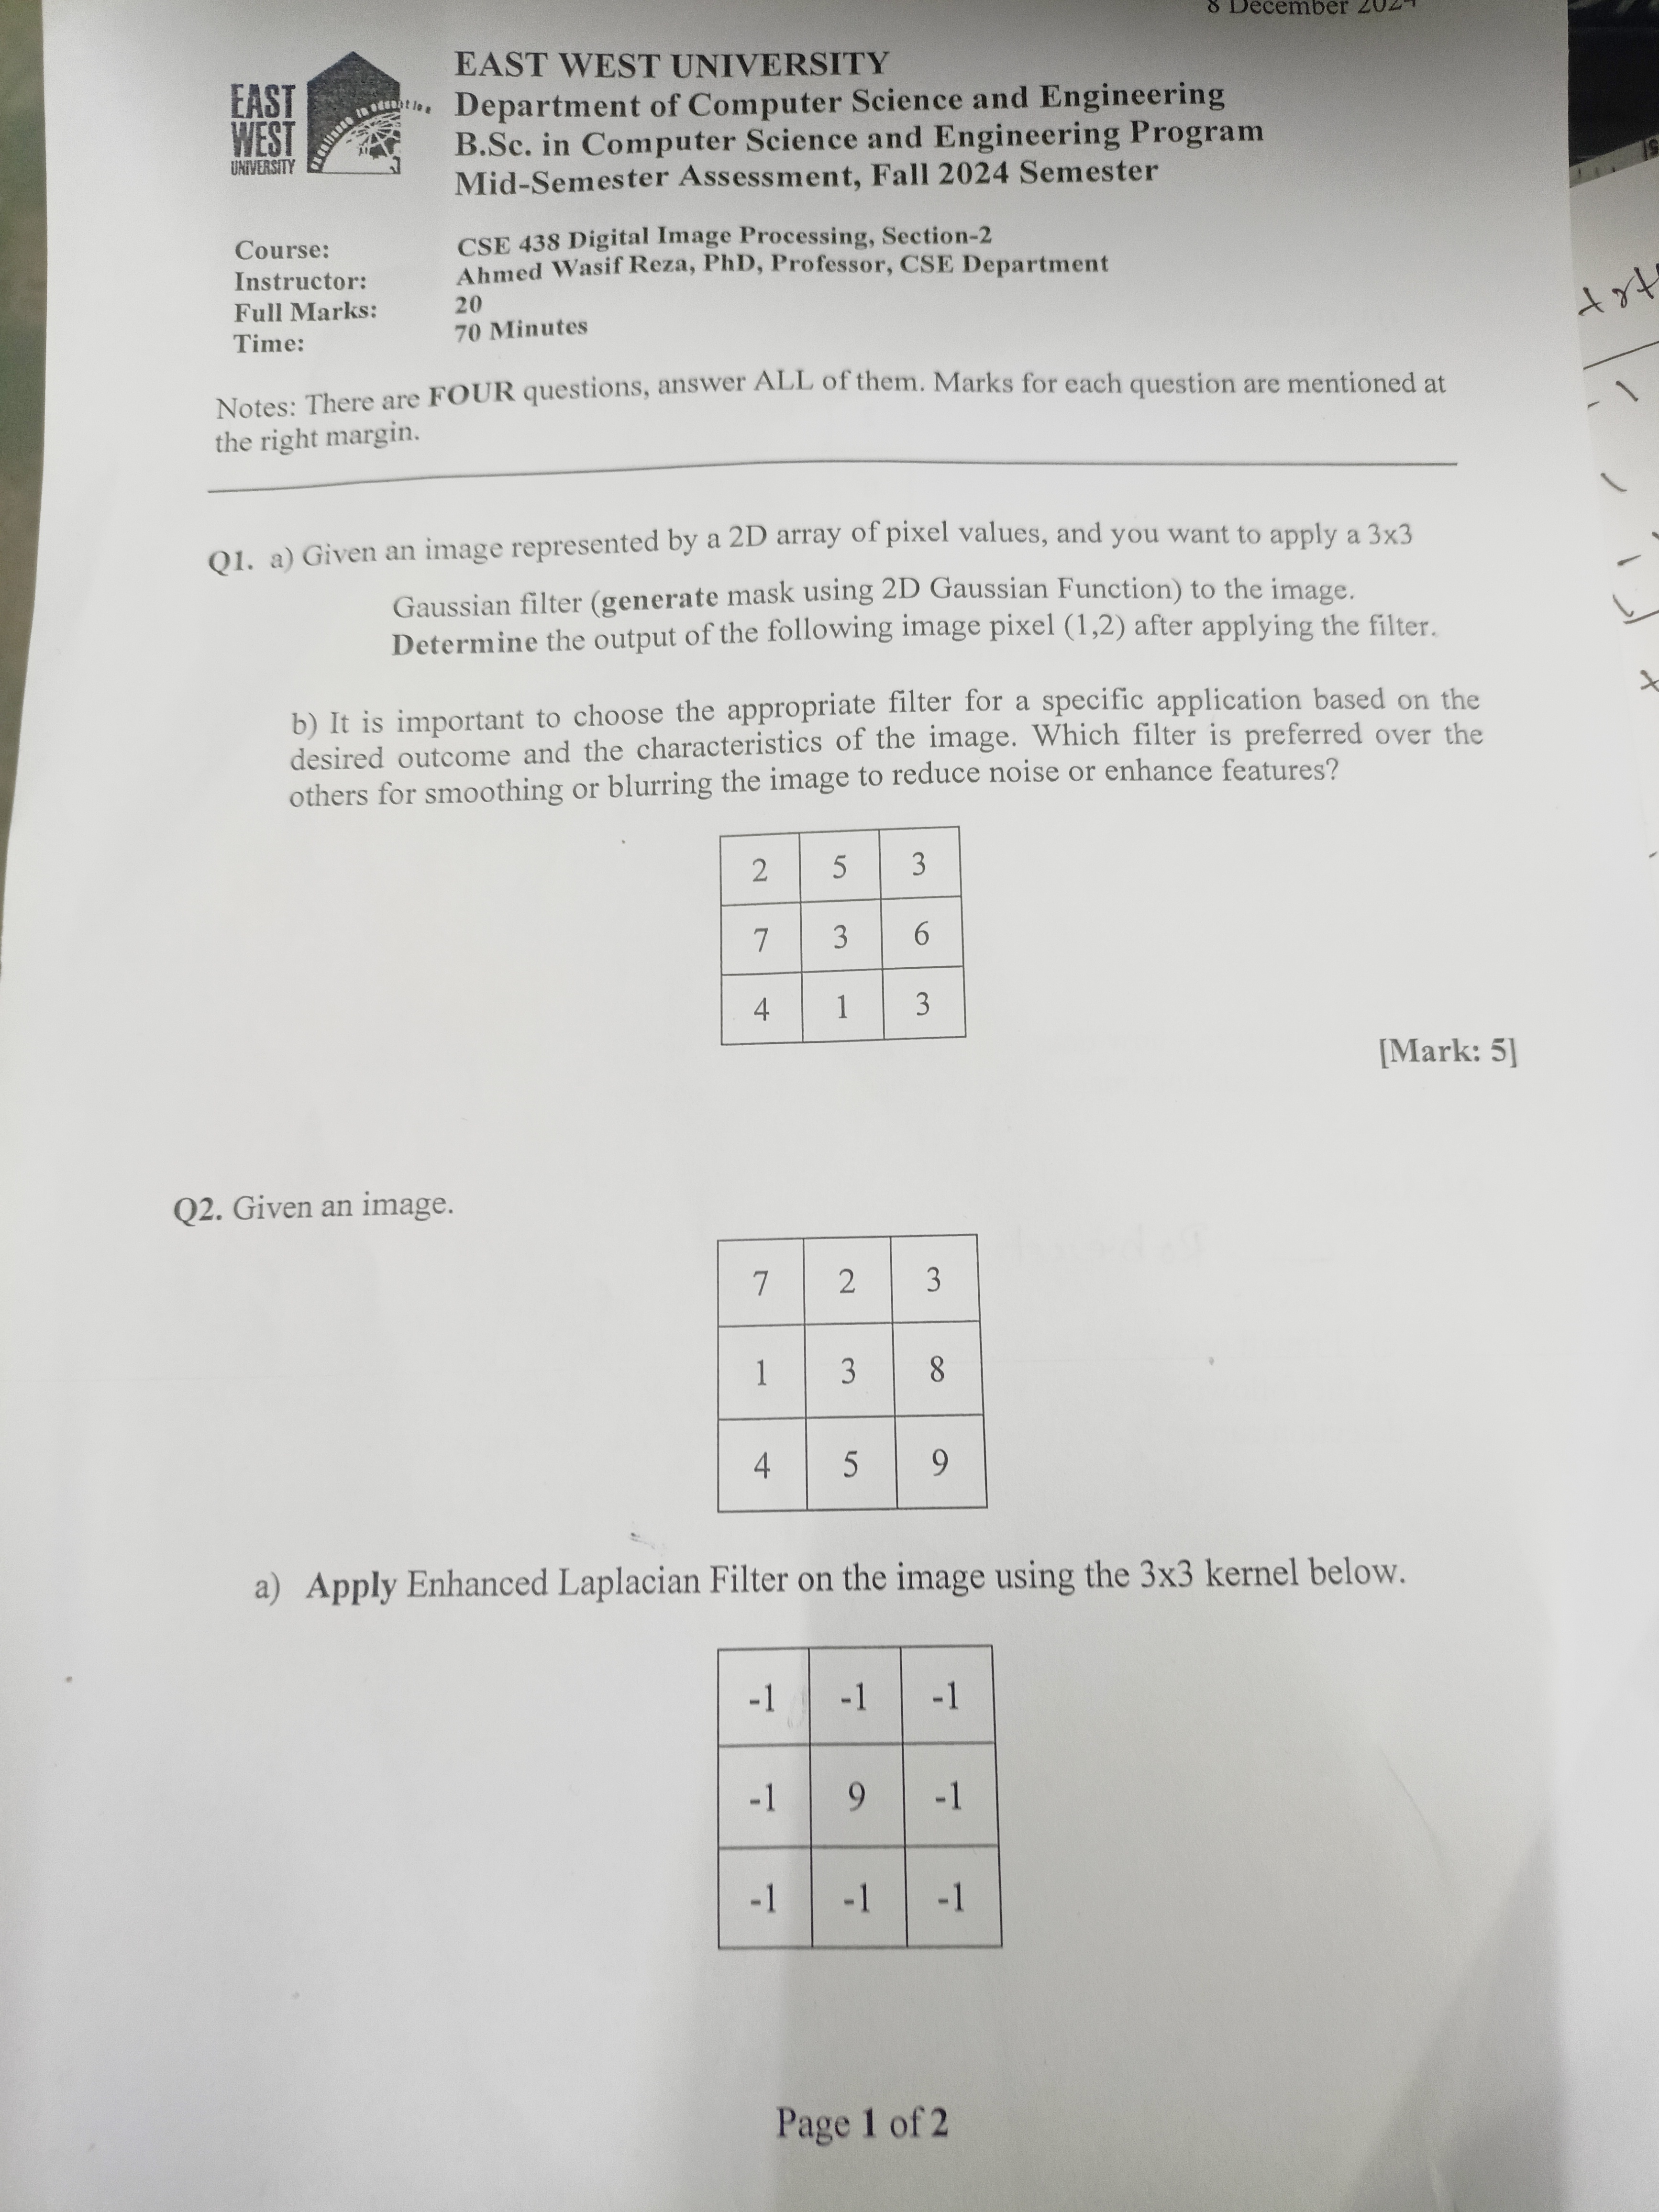 8 December 2024
EAST WEST UNIVERSITY
EAST
WEST
UNIVERSITY
Department of Computer Science and Engineering
B.Sc. in Computer Science and Engineering Program
Mid-Semester Assessment, Fall 2024 Semester
Course: CSE 438 Digital Image Processing, Section-2
Instructor: Ahmed Wasif Reza, PhD, Professor, CSE Department
Full Marks: 20
Time: 70 Minutes
Notes: There are FOUR questions, answer ALL of them. Marks for each question are mentioned at
the right margin.
Q1. a) Given an image represented by a 2D array of pixel values, and you want to apply a 3x3
Gaussian filter (generate mask using 2D Gaussian Function) to the image.
Determine the output of the following image pixel (1,2) after applying the filter.
b) It is important to choose the appropriate filter for a specific application based on the
desired outcome and the characteristics of the image. Which filter is preferred over the
others for smoothing or blurring the image to reduce noise or enhance features?
2 5 3
7 3 6
4 1 3
[Mark: 5]
Q2. Given an image.
7 2 3
1 3 8
4 5 9
a) Apply Enhanced Laplacian Filter on the image using the 3x3 kernel below.
-1 -1 -1
-1 9 -1
-1 -1 -1
Page 1 of 2